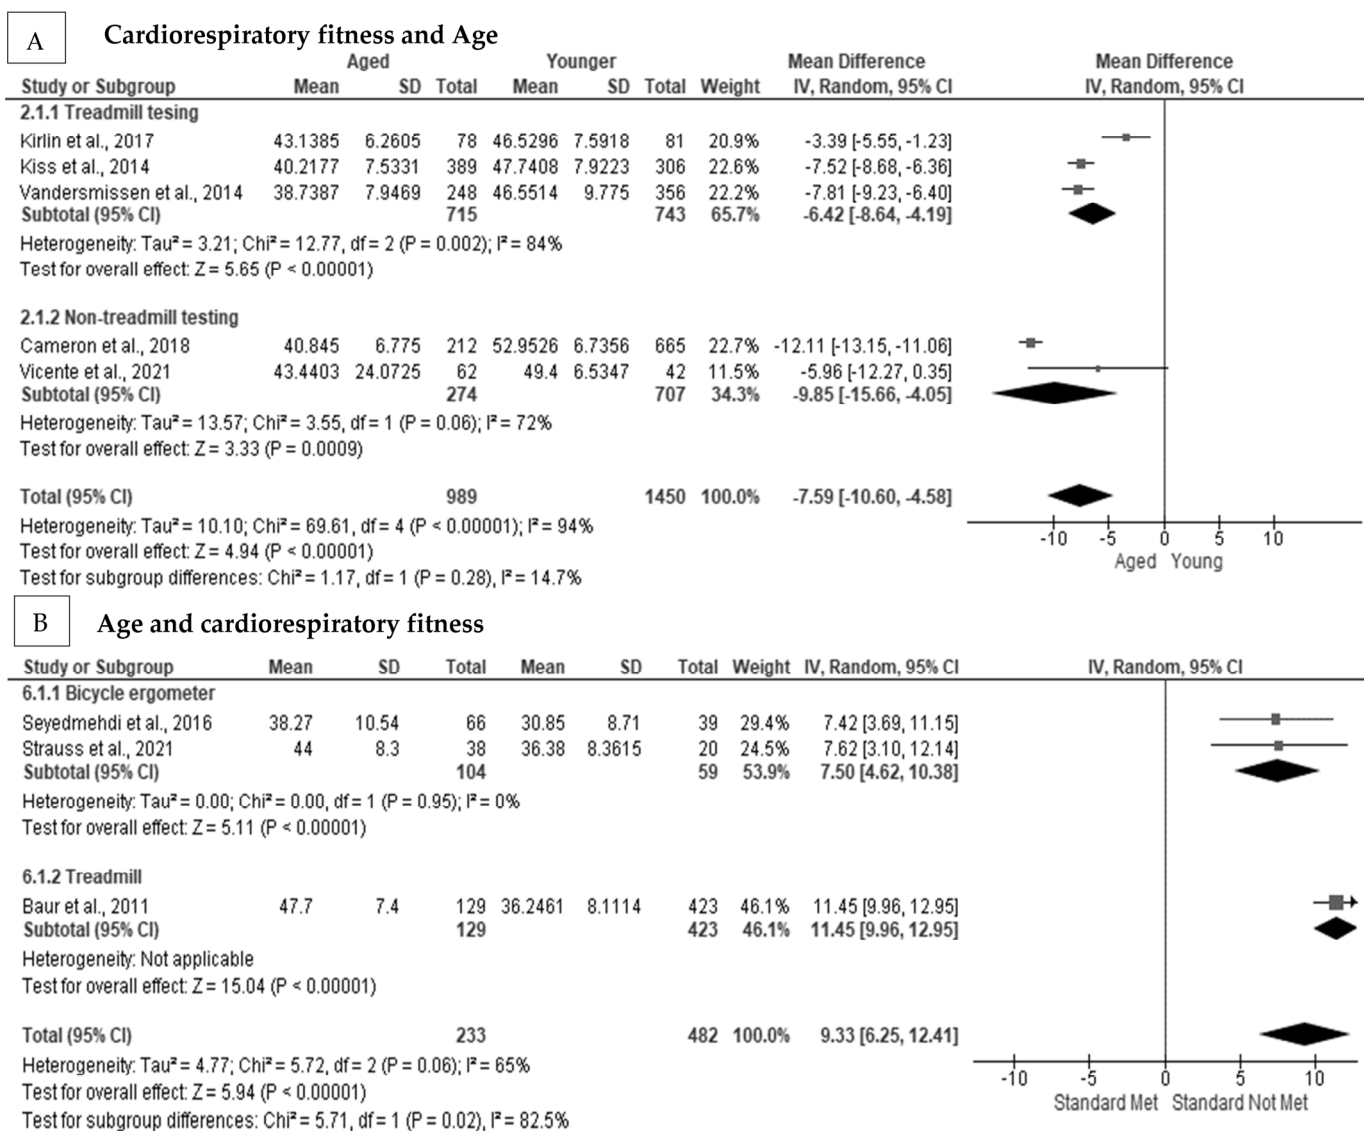 A Cardiorespiratory fitness and Age
Aged Younger Mean Difference Mean Difference
Study or Subgroup Mean SD Total Mean SD Total Weight IV, Random, 95% CI IV, Random, 95% CI
2.1.1 Treadmill tesing
Kirlin et al., 2017 43.1385 6.2605 78 46.5296 7.5918 81 20.9% -3.39 [-5.55, -1.23]
Kiss et al., 2014 40.2177 7.5331 389 47.7408 7.9223 306 22.6% -7.52 [-8.68, -6.36]
Vandersmissen et al., 2014 38.7387 7.9469 248 46.5514 9.775 356 22.2% -7.81 [-9.23, -6.40]
Subtotal (95% CI) 715 743 65.7% -6.42 [-8.64, -4.19]
Heterogeneity: Tau² = 3.21; Chi² = 12.77, df = 2 (P = 0.002); I² = 84%
Test for overall effect: Z = 5.65 (P < 0.00001)
2.1.2 Non-treadmill testing
Cameron et al., 2018 40.845 6.775 212 52.9526 6.7356 665 22.7% -12.11 [-13.15, -11.06]
Vicente et al., 2021 43.4403 24.0725 62 49.4 6.5347 42 11.5% -5.96 [-12.27, 0.35]
Subtotal (95% CI) 274 707 34.3% -9.85 [-15.66, -4.05]
Heterogeneity: Tau² = 13.57; Chi² = 3.55, df = 1 (P = 0.06); I² = 72%
Test for overall effect: Z = 3.33 (P = 0.0009)
Total (95% CI) 989 1450 100.0% -7.59 [-10.60, -4.58]
Heterogeneity: Tau² = 10.10; Chi² = 69.61, df = 4 (P < 0.00001); I² = 94%
Test for overall effect: Z = 4.94 (P < 0.00001)
Test for subgroup differences: Chi² = 1.17, df = 1 (P = 0.28), I² = 14.7%
-10 -5 0 5 10
Aged Young
B Age and cardiorespiratory fitness
Study or Subgroup Mean SD Total Mean SD Total Weight IV, Random, 95% CI IV, Random, 95% CI
6.1.1 Bicycle ergometer
Seyedmehdi et al., 2016 38.27 10.54 66 30.85 8.71 39 29.4% 7.42 [3.69, 11.15]
Strauss et al., 2021 44 8.3 38 36.38 8.3615 20 24.5% 7.62 [3.10, 12.14]
Subtotal (95% CI) 104 59 53.9% 7.50 [4.62, 10.38]
Heterogeneity: Tau² = 0.00; Chi² = 0.00, df = 1 (P = 0.95); I² = 0%
Test for overall effect: Z = 5.11 (P < 0.00001)
6.1.2 Treadmill
Baur et al., 2011 47.7 7.4 129 36.2461 8.1114 423 46.1% 11.45 [9.96, 12.95]
Subtotal (95% CI) 129 423 46.1% 11.45 [9.96, 12.95]
Heterogeneity: Not applicable
Test for overall effect: Z = 15.04 (P < 0.00001)
Total (95% CI) 233 482 100.0% 9.33 [6.25, 12.41]
Heterogeneity: Tau² = 4.77; Chi² = 5.72, df = 2 (P = 0.06); I² = 65%
Test for overall effect: Z = 5.94 (P < 0.00001)
Test for subgroup differences: Chi² = 5.71, df = 1 (P = 0.02), I² = 82.5%
-10 -5 0 5 10
Standard Met Standard Not Met